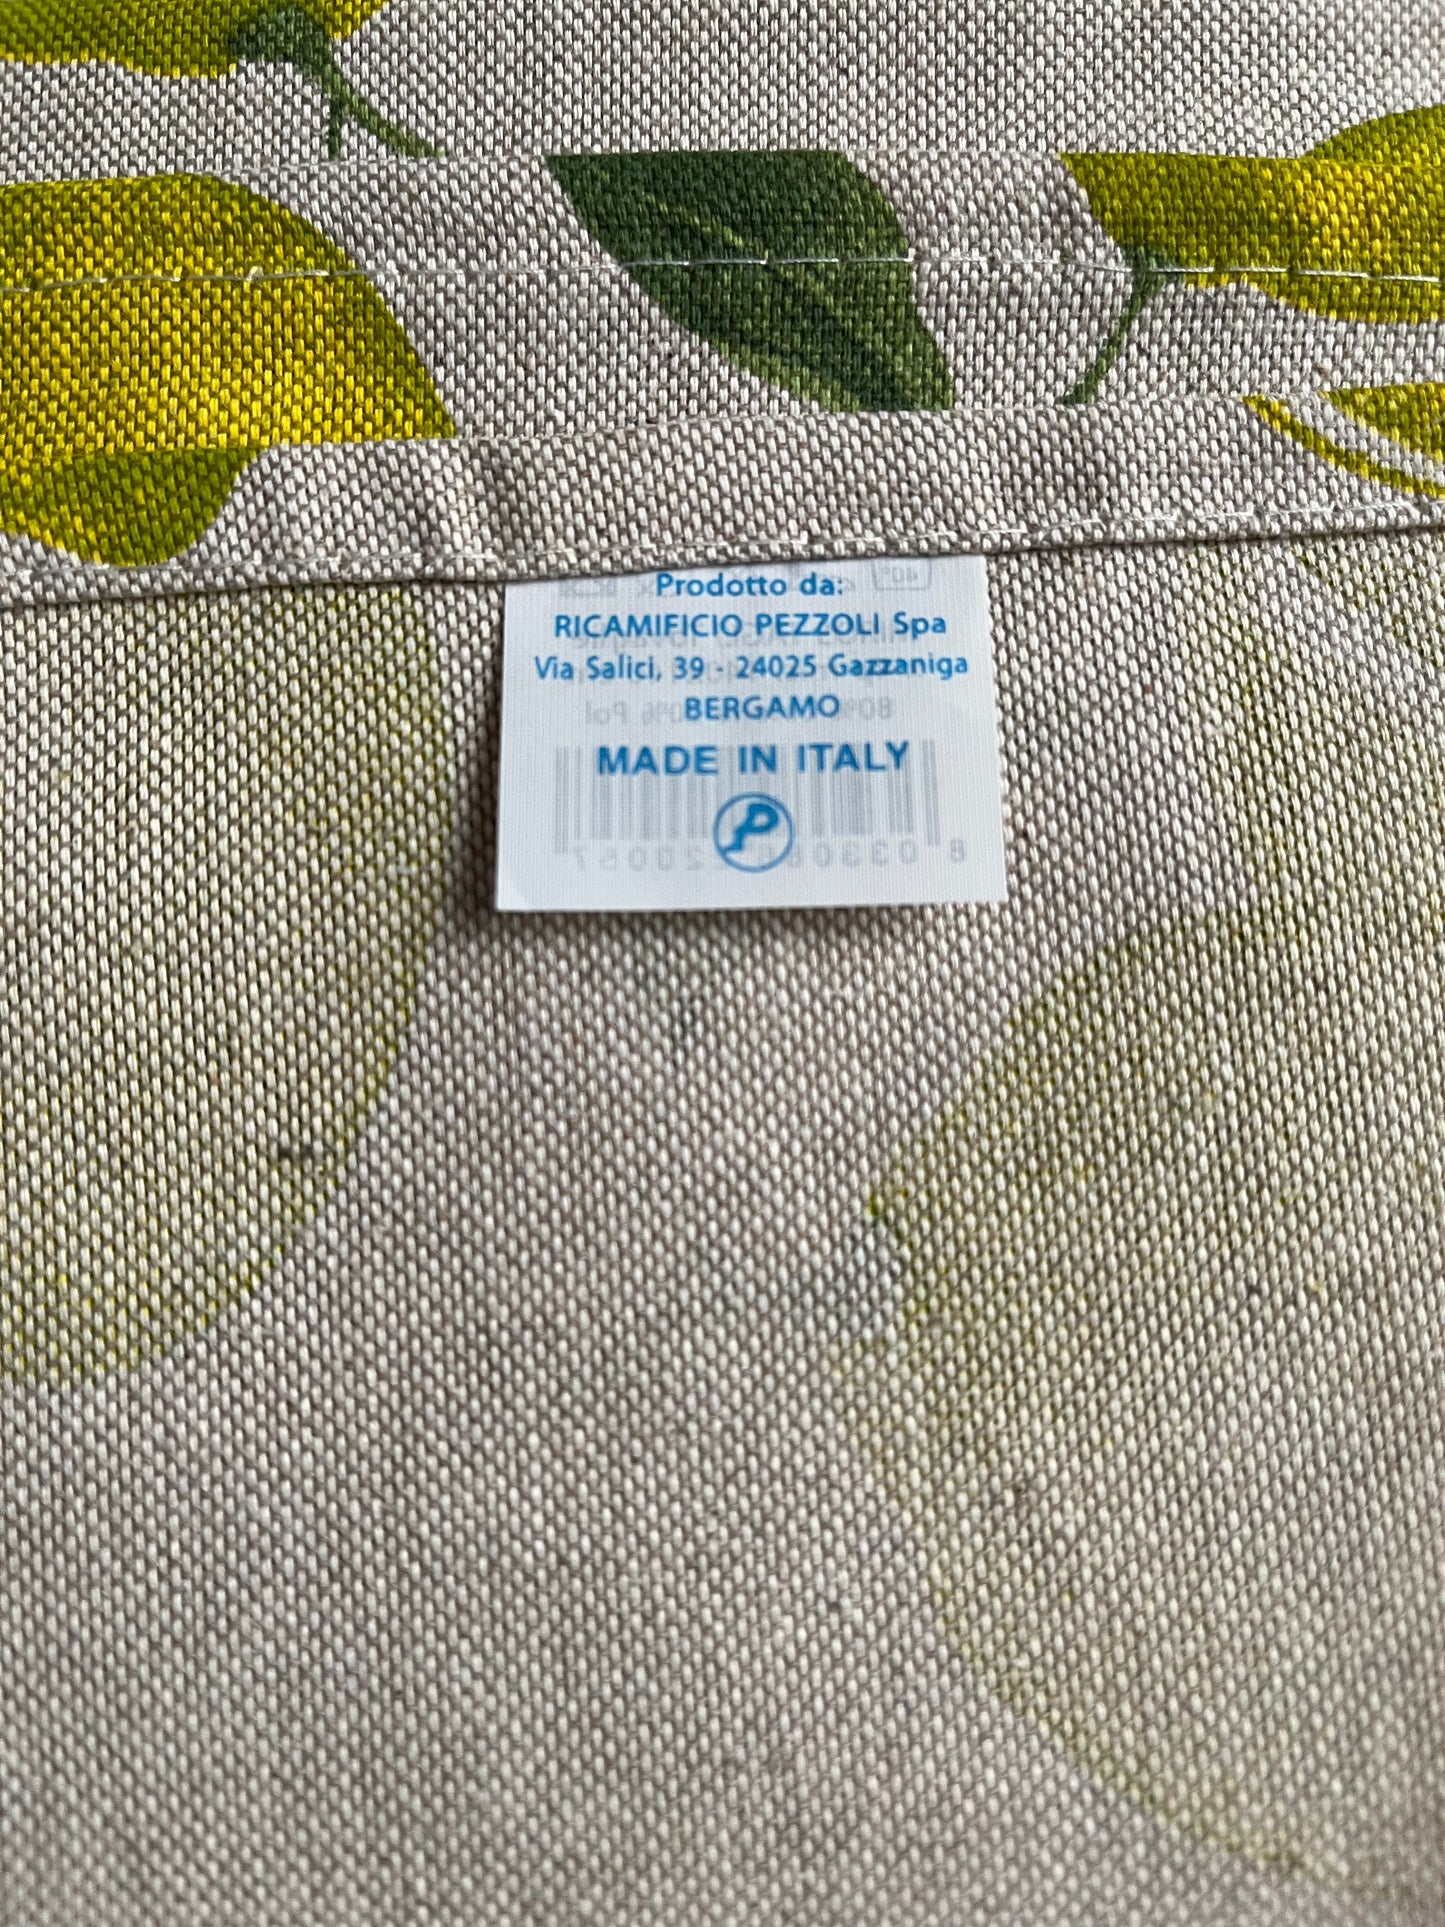 Prodotto da:
RICAMIFICIO PEZZOLI Spa
Via Salici, 39 - 24025 Gazzaniga
BERGAMO
MADE IN ITALY
P